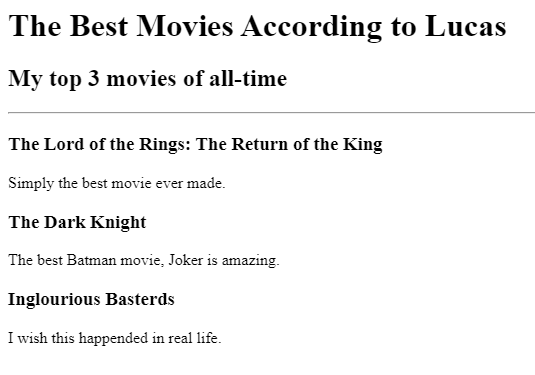 The Best Movies According to Lucas
My top 3 movies of all-time
The Lord of the Rings: The Return of the King
Simply the best movie ever made.
The Dark Knight
The best Batman movie, Joker is amazing.
Inglourious Basterds
I wish this happended in real life.